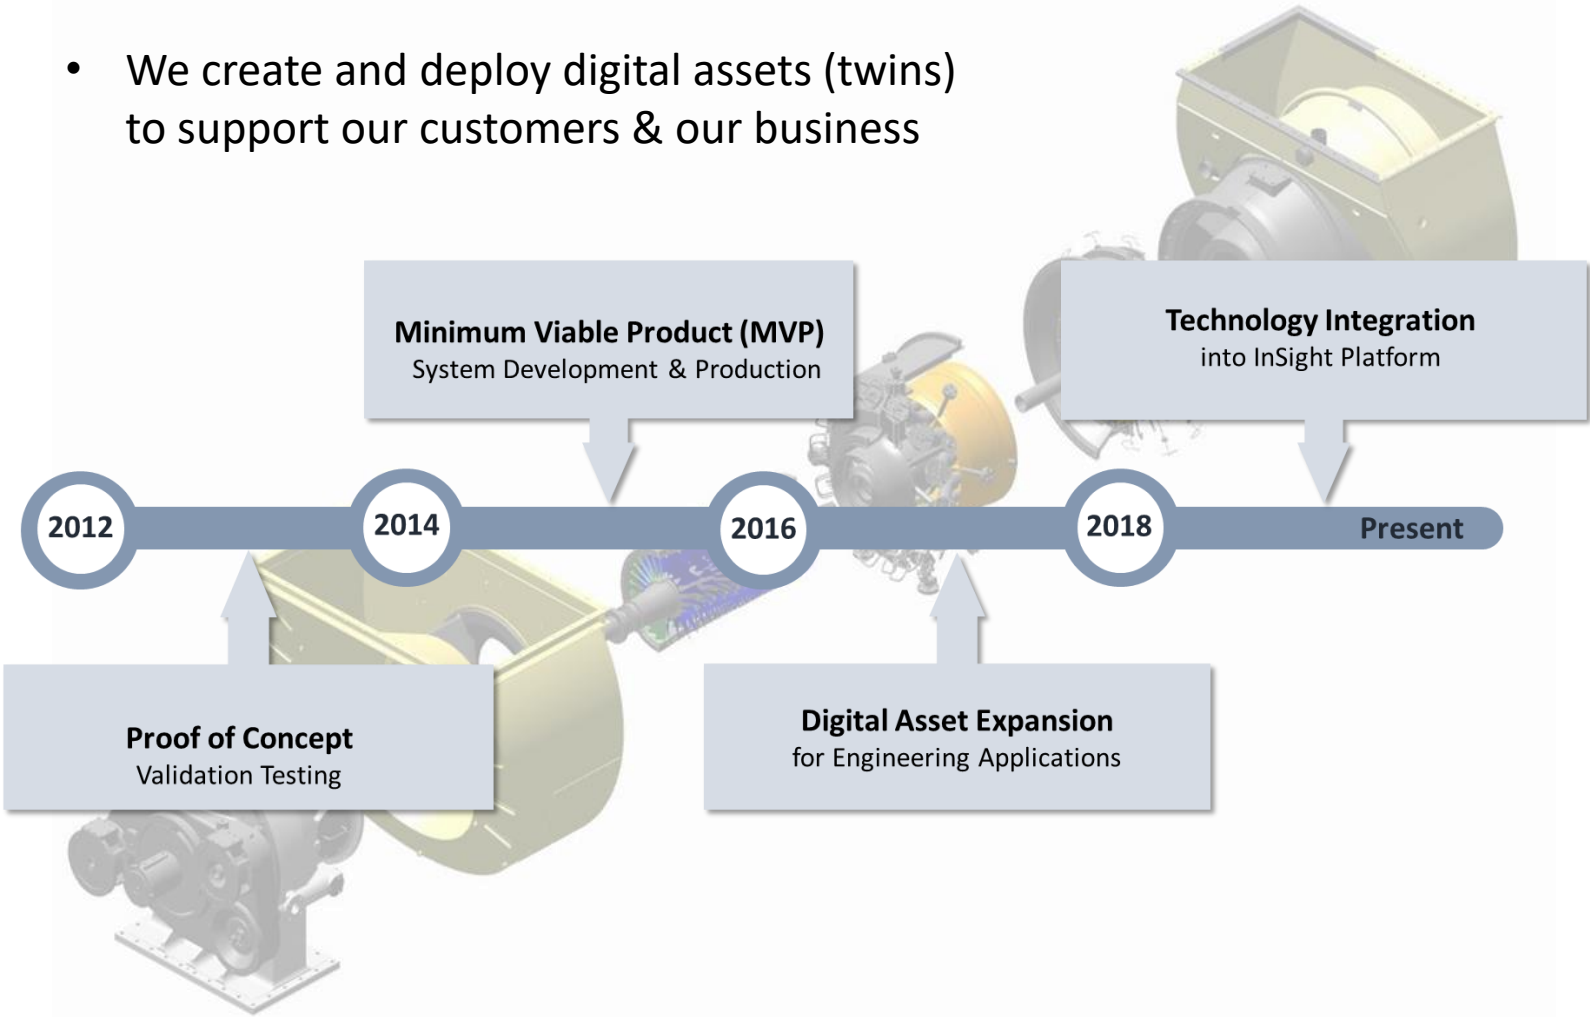 • We create and deploy digital assets (twins)
to support our customers & our business
Minimum Viable Product (MVP)
System Development & Production
Technology Integration
into InSight Platform
2012
2014
2016
2018
Present
Proof of Concept
Validation Testing
Digital Asset Expansion
for Engineering Applications